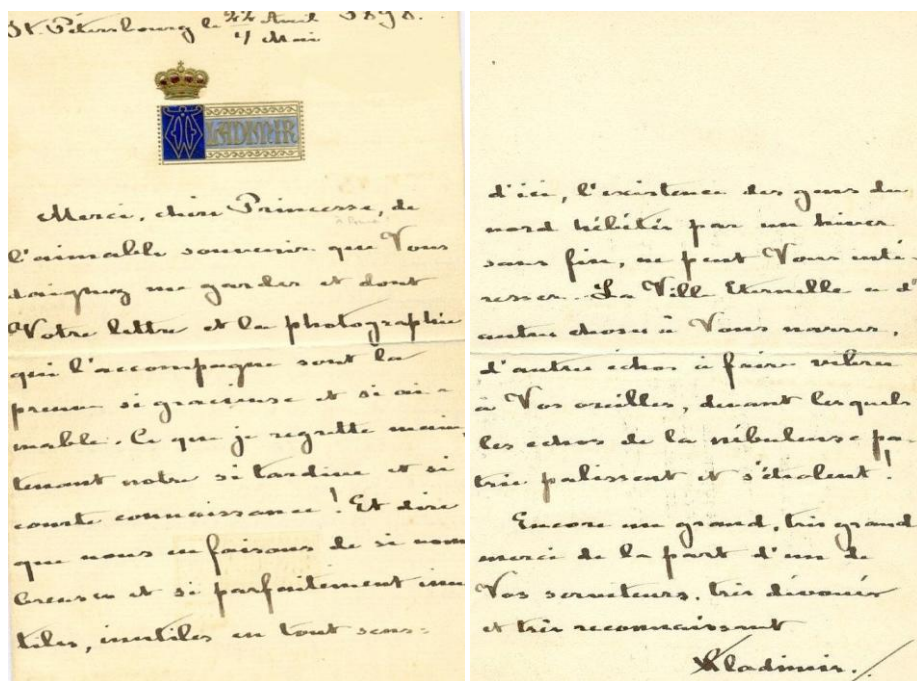 St. Pétersbourg le 22 Avril 1898.
4 Mai
WLADIMIR
Merci, chère Princesse, de
l'aimable souvenir que Vous
daignez me garder et dont
Votre lettre et la photographie
qui l'accompagne sont la
preuve si gracieuse et si ai-
mable. Ce que je regrette main
tenant notre si tardive et si
courte connaissance! Et dire
que nous en faisons de si nom
breuses et si parfaitement inu
tiles, inutiles en tout sens.
d'ici, l'existence des gens du
nord hébétés par un hiver
sans fin, ne peut Vous inté-
resser. La Ville Eternelle a d'
autres choses à Vous narrer,
d'autres échos à faire vibrer
à Vos oreilles, devant lesquels
les echos de la nébuleuse pa-
trie palissent et s'étiolent!
Encore un grand, très grand
merci de la part d'un de
Vos serviteurs, très dévoués
et très reconnaissant
Wladimir.